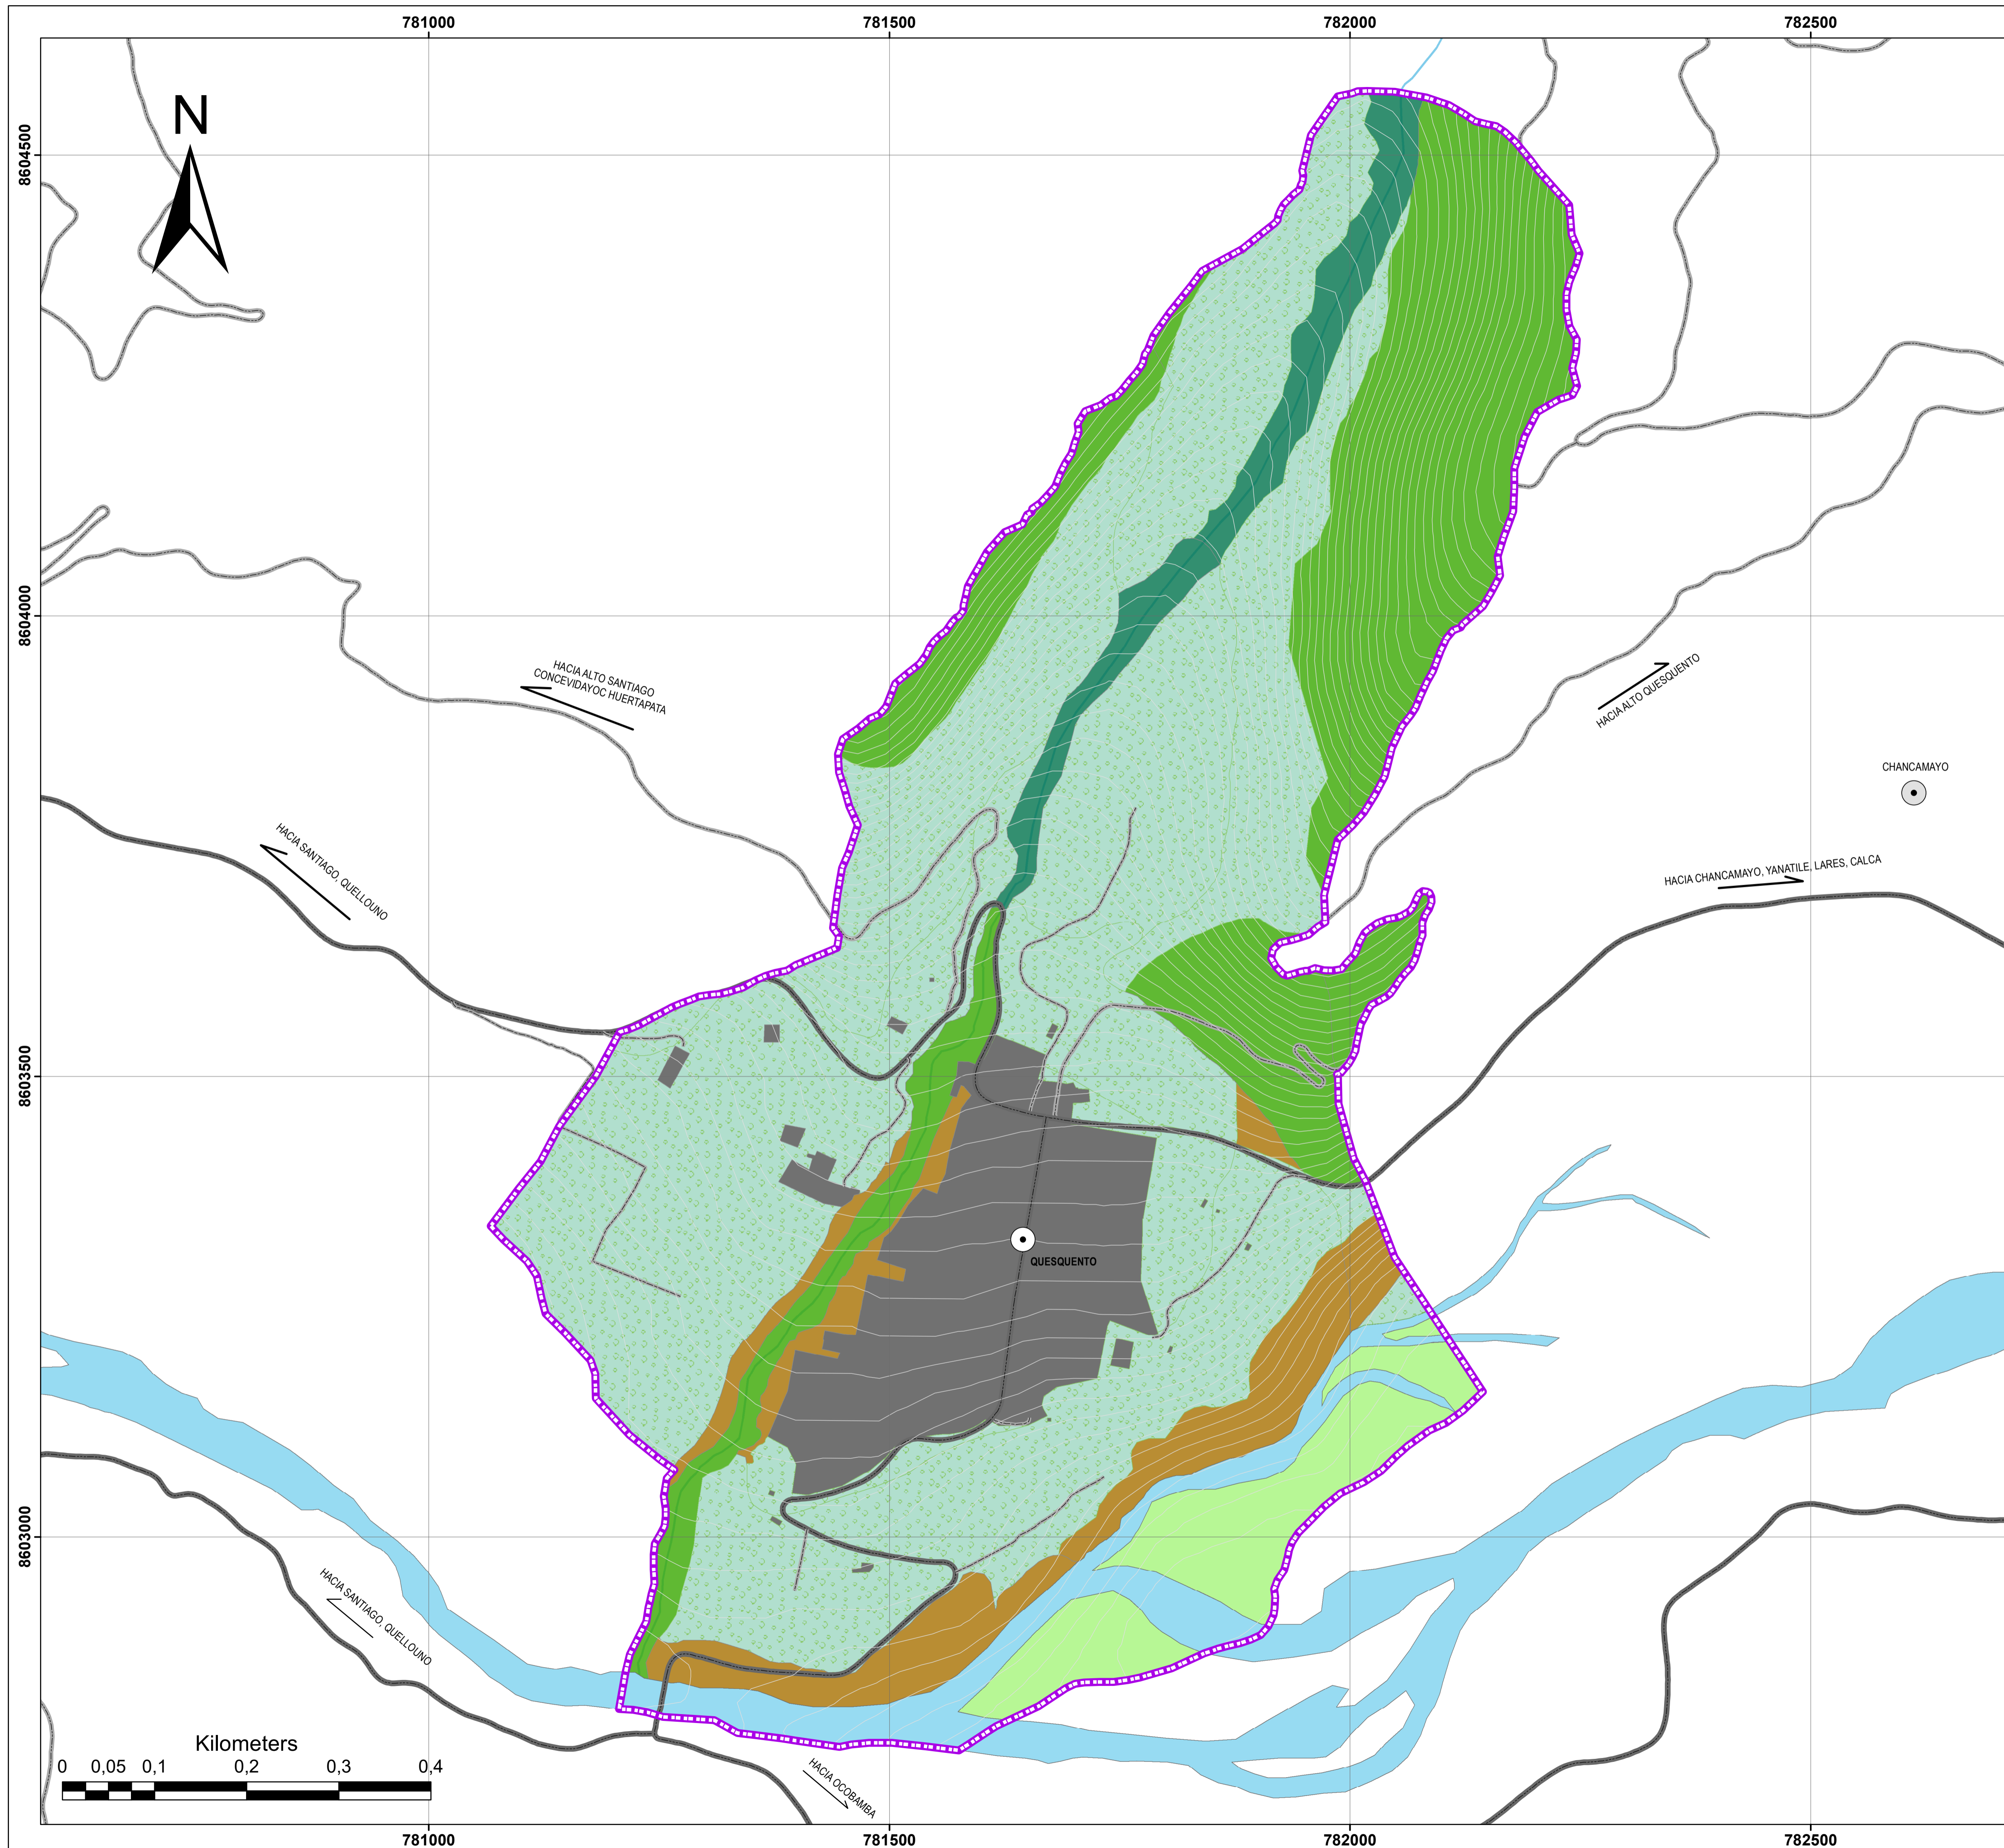 781000
781500
782000
782500
N
8604500
8604000
HACIA ALTO SANTIAGO
CONCEVIDAYOC HUERTAPATA
HACIA ALTO QUESQUENTO
CHANCAMAYO
HACIA SANTIAGO, QUELLOUNO
HACIA CHANCAMAYO, YANATILE, LARES, CALCA
8603500
QUESQUENTO
8603000
HACIA SANTIAGO, QUELLOUNO
Kilometers
0 0,05 0,1 0,2 0,3 0,4
HACIA OCOBAMBA
781000
781500
782000
782500